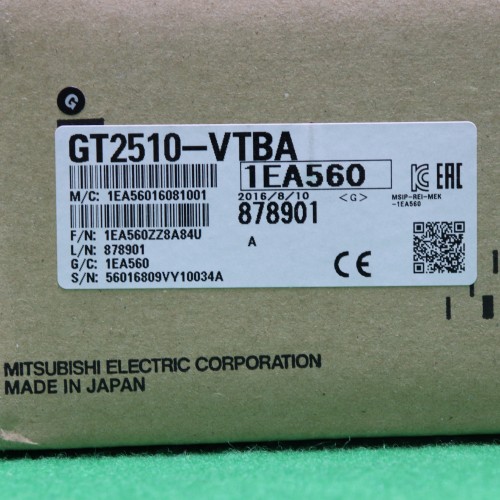 G
GT2510-VTBA
1EA560
M/C: 1EA56016081001
2016/8/10 <G>
878901
MSIP-REI-MEK
-1EA560
EAC
F/N: 1EA560ZZ8A84U
L/N: 878901
G/C: 1EA560
S/N: 56016809VY10034A
A
CE
MITSUBISHI ELECTRIC CORPORATION
MADE IN JAPAN